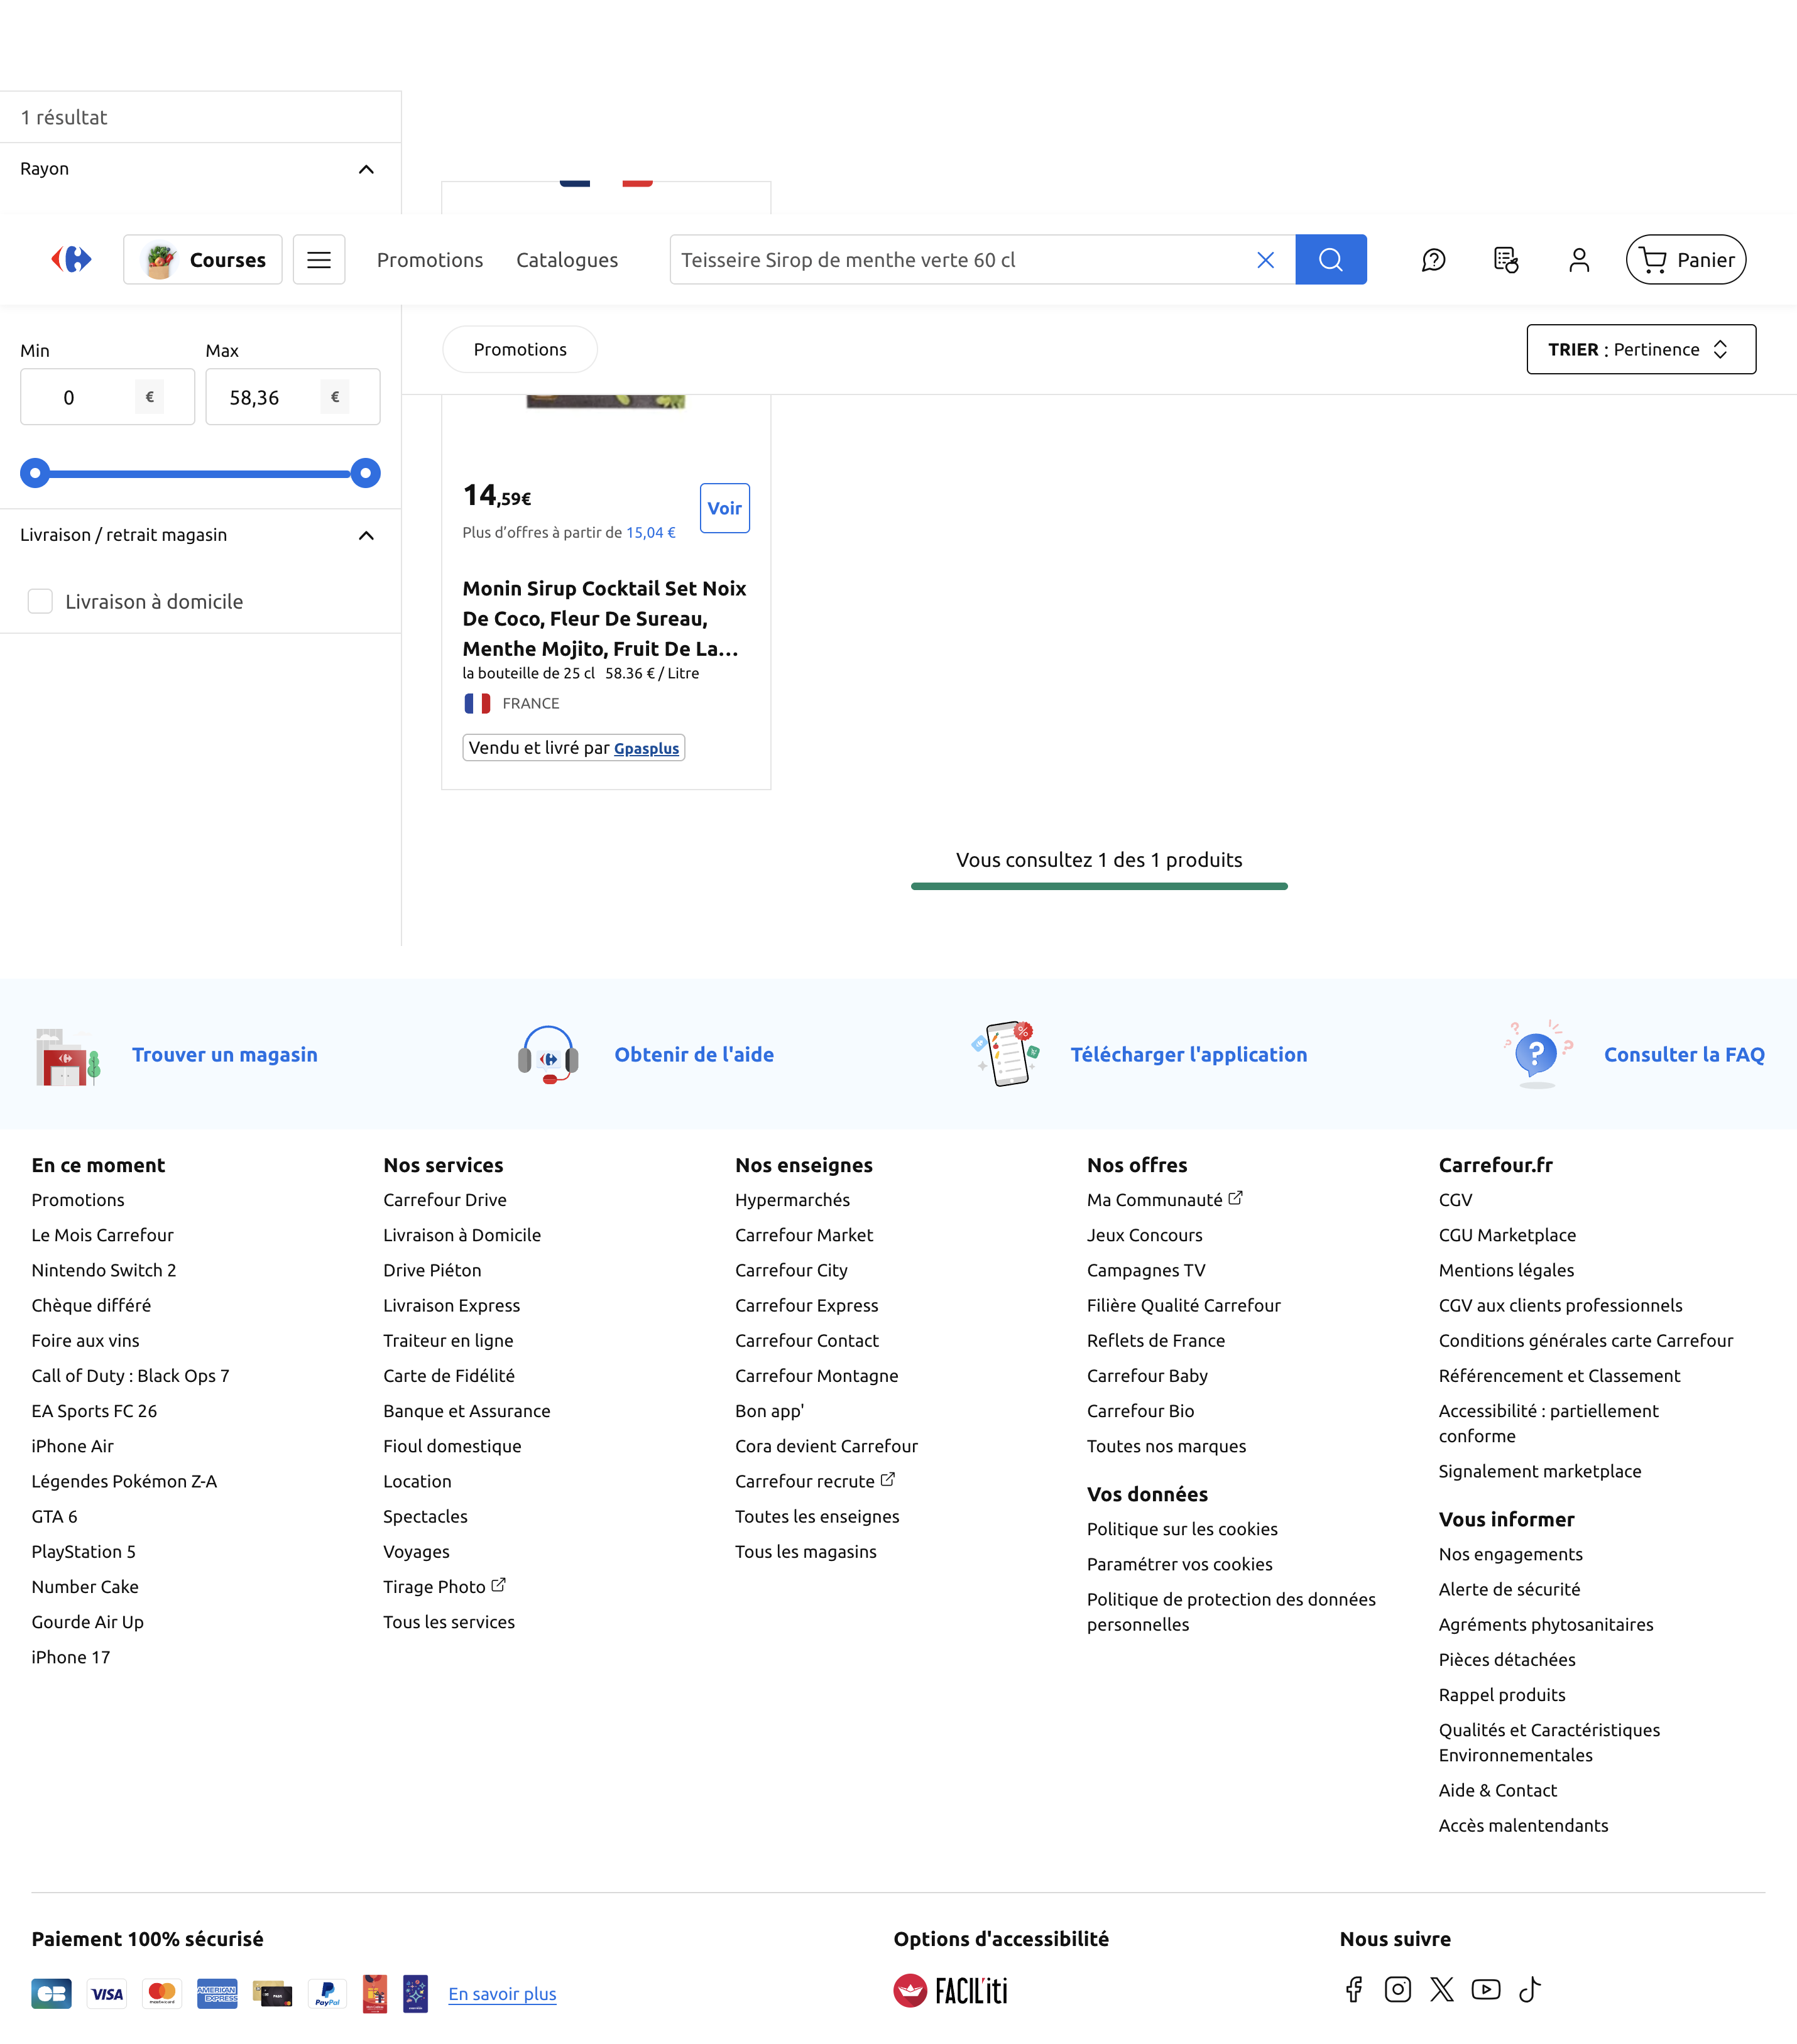 1 résultat
Rayon
Courses
Promotions
Catalogues
Teisseire Sirop de menthe verte 60 cl
Panier
Min
Max
0 €
58,36 €
Promotions
TRIER : Pertinence
Livraison / retrait magasin
Livraison à domicile
14,59€
Voir
Plus d’offres à partir de 15,04 €
Monin Sirup Cocktail Set Noix
De Coco, Fleur De Sureau,
Menthe Mojito, Fruit De La...
la bouteille de 25 cl 58.36 € / Litre
FRANCE
Vendu et livré par Gpasplus
Vous consultez 1 des 1 produits
Trouver un magasin
Obtenir de l'aide
Télécharger l'application
Consulter la FAQ
En ce moment
Promotions
Le Mois Carrefour
Nintendo Switch 2
Chèque différé
Foire aux vins
Call of Duty : Black Ops 7
EA Sports FC 26
iPhone Air
Légendes Pokémon Z-A
GTA 6
PlayStation 5
Number Cake
Gourde Air Up
iPhone 17
Nos services
Carrefour Drive
Livraison à Domicile
Drive Piéton
Livraison Express
Traiteur en ligne
Carte de Fidélité
Banque et Assurance
Fioul domestique
Location
Spectacles
Voyages
Tirage Photo
Tous les services
Nos enseignes
Hypermarchés
Carrefour Market
Carrefour City
Carrefour Express
Carrefour Contact
Carrefour Montagne
Bon app'
Cora devient Carrefour
Carrefour recrute
Toutes les enseignes
Tous les magasins
Nos offres
Ma Communauté
Jeux Concours
Campagnes TV
Filière Qualité Carrefour
Reflets de France
Carrefour Baby
Carrefour Bio
Toutes nos marques
Vos données
Politique sur les cookies
Paramétrer vos cookies
Politique de protection des données
personnelles
Carrefour.fr
CGV
CGU Marketplace
Mentions légales
CGV aux clients professionnels
Conditions générales carte Carrefour
Référencement et Classement
Accessibilité : partiellement
conforme
Signalement marketplace
Vous informer
Nos engagements
Alerte de sécurité
Agréments phytosanitaires
Pièces détachées
Rappel produits
Qualités et Caractéristiques
Environnementales
Aide & Contact
Accès malentendants
Paiement 100% sécurisé
CB
VISA
mastercard
AMERICAN
EXPRESS
PayPal
En savoir plus
Options d'accessibilité
FACIL'iti
Nous suivre